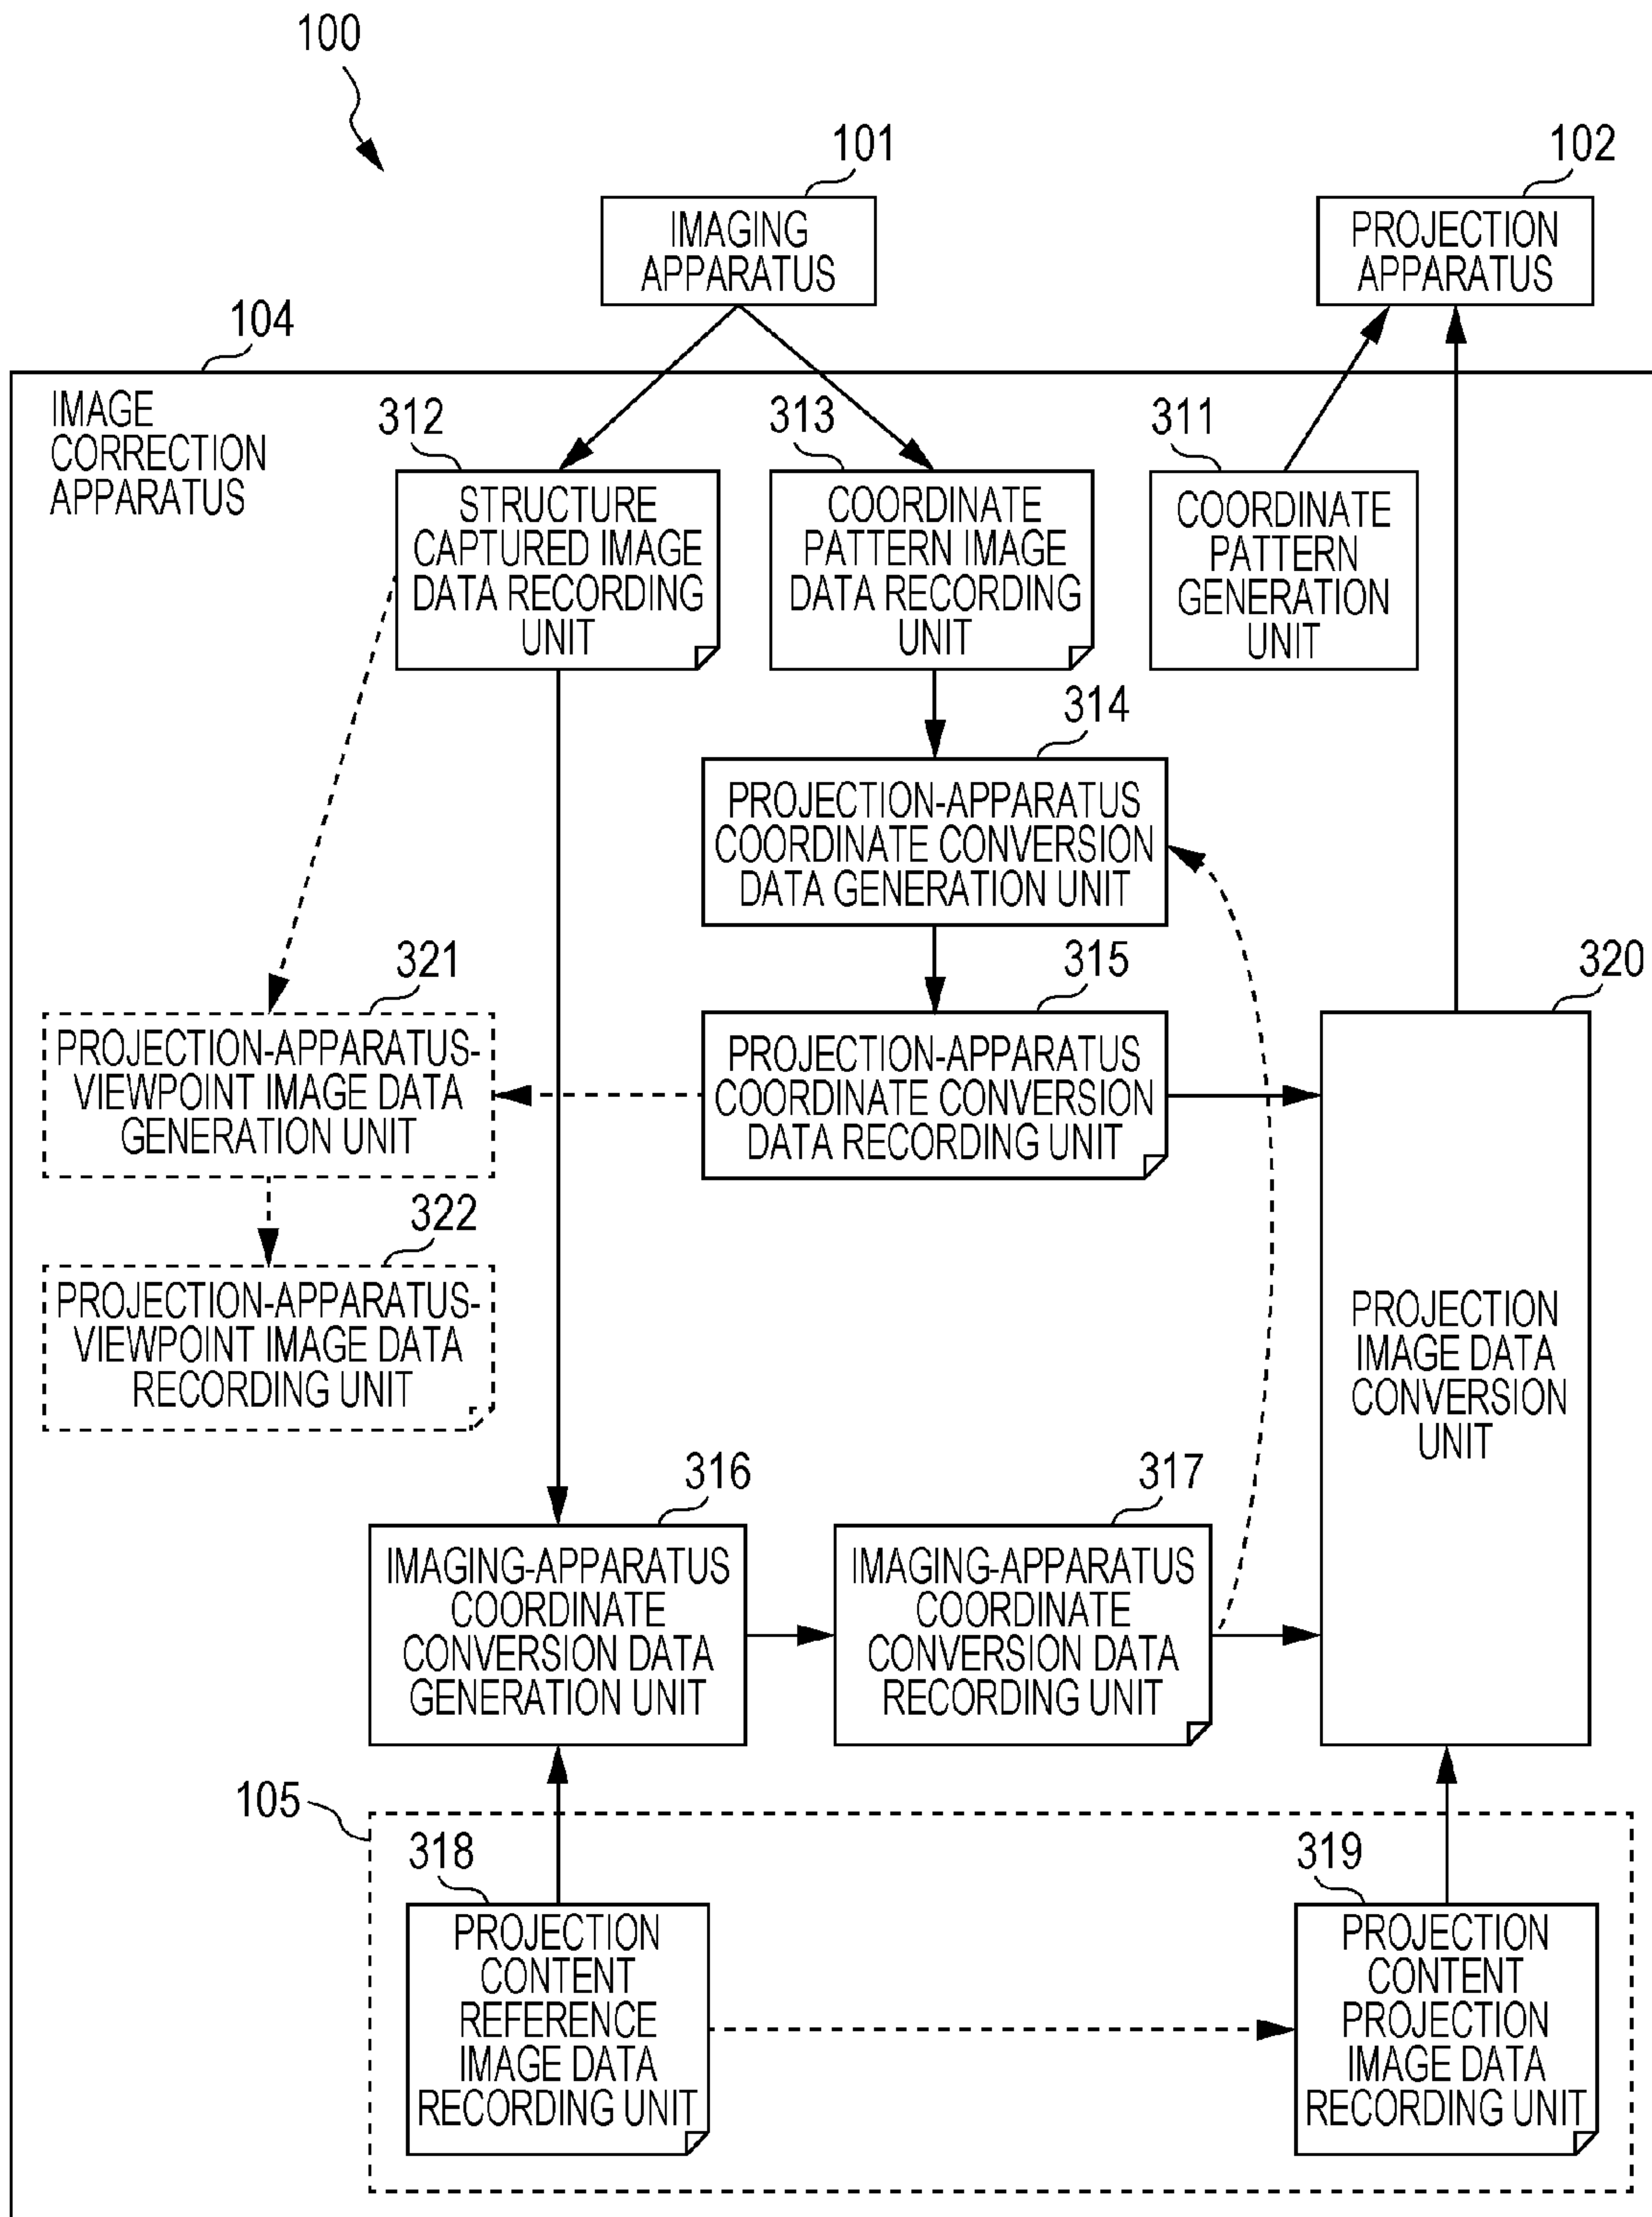 100
101
IMAGING
APPARATUS
102
PROJECTION
APPARATUS
104
IMAGE
CORRECTION
APPARATUS
312
STRUCTURE
CAPTURED IMAGE
DATA RECORDING
UNIT
313
COORDINATE
PATTERN IMAGE
DATA RECORDING
UNIT
311
COORDINATE
PATTERN
GENERATION
UNIT
314
PROJECTION-APPARATUS
COORDINATE CONVERSION
DATA GENERATION UNIT
321
PROJECTION-APPARATUS-
VIEWPOINT IMAGE DATA
GENERATION UNIT
315
PROJECTION-APPARATUS
COORDINATE CONVERSION
DATA RECORDING UNIT
320
PROJECTION
IMAGE DATA
CONVERSION
UNIT
322
PROJECTION-APPARATUS-
VIEWPOINT IMAGE DATA
RECORDING UNIT
316
IMAGING-APPARATUS
COORDINATE
CONVERSION DATA
GENERATION UNIT
317
IMAGING-APPARATUS
COORDINATE
CONVERSION DATA
RECORDING UNIT
105
318
PROJECTION
CONTENT
REFERENCE
IMAGE DATA
RECORDING UNIT
319
PROJECTION
CONTENT
PROJECTION
IMAGE DATA
RECORDING UNIT